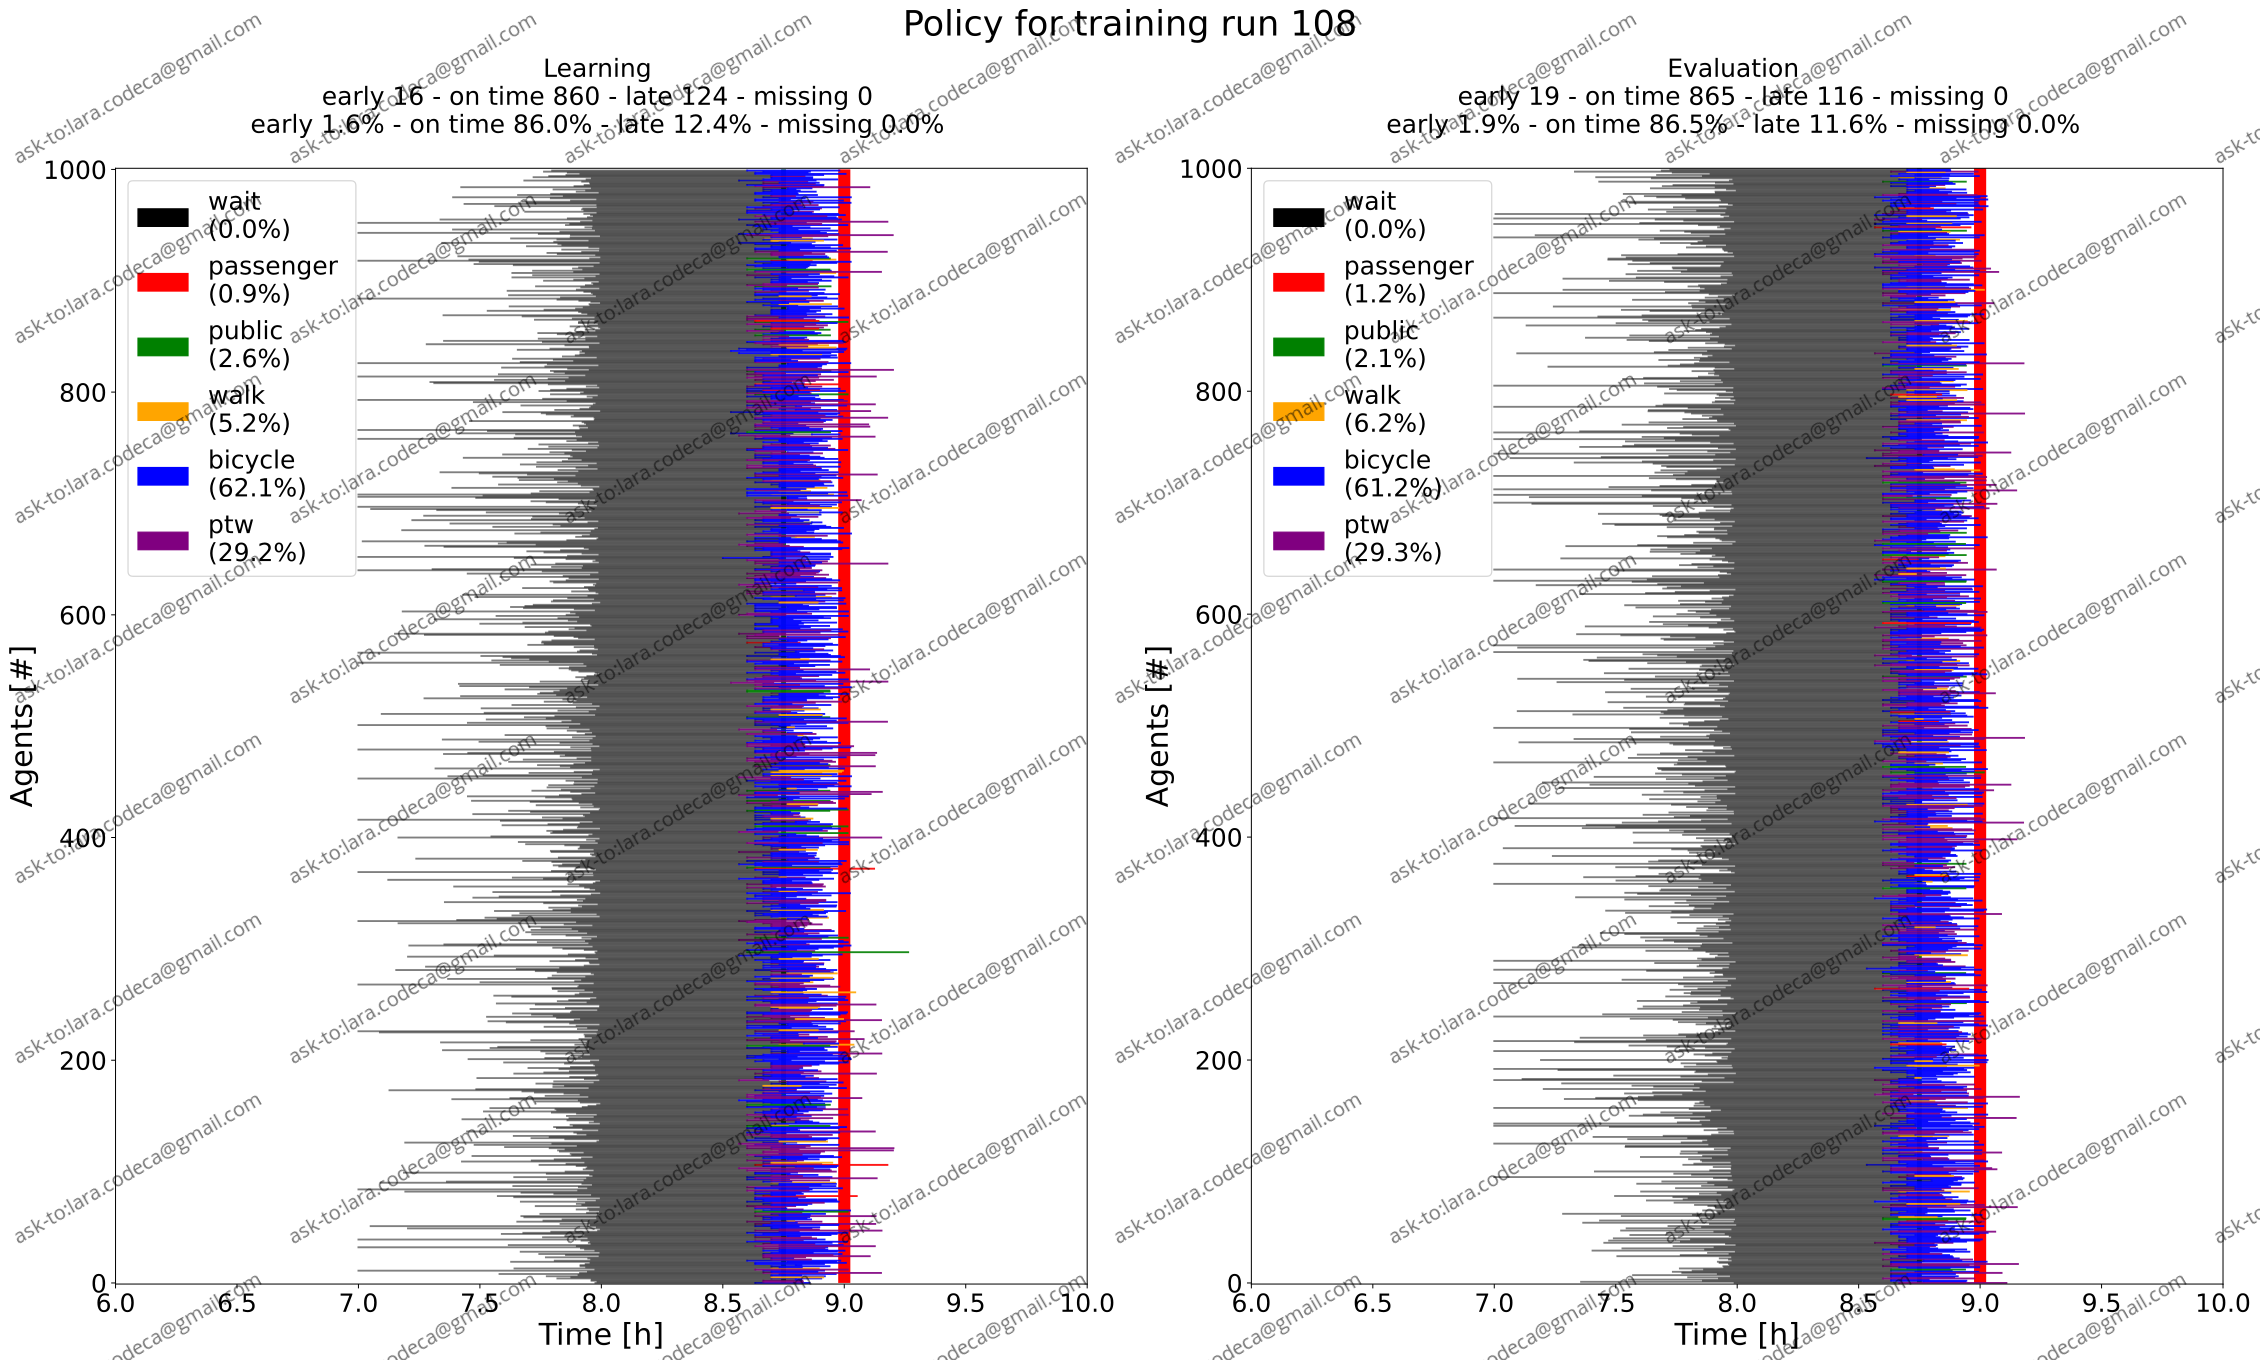 Policy for training run 108
Learning
early 16 - on time 860 - late 124 - missing 0
early 1.6% - on time 86.0% - late 12.4% - missing 0.0%
1000
800
600
400
200
0
Agents [#]
wait
(0.0%)
passenger
(0.9%)
public
(2.6%)
walk
(5.2%)
bicycle
(62.1%)
ptw
(29.2%)
6.0 6.5 7.0 7.5 8.0 8.5 9.0 9.5 10.0
Time [h]
Evaluation
early 19 - on time 865 - late 116 - missing 0
early 1.9% - on time 86.5% - late 11.6% - missing 0.0%
1000
800
600
400
200
0
Agents [#]
wait
(0.0%)
passenger
(1.2%)
public
(2.1%)
walk
(6.2%)
bicycle
(61.2%)
ptw
(29.3%)
6.0 6.5 7.0 7.5 8.0 8.5 9.0 9.5 10.0
Time [h]
ask-to:lara.codeca@gmail.com